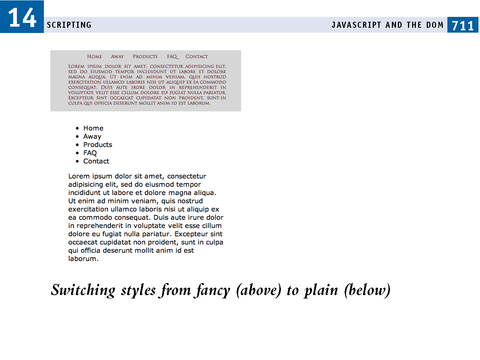 14 SCRIPTING JAVASCRIPT AND THE DOM 711
Home Away Products FAQ Contact
Lorem ipsum dolor sit amet, consectetur adipisicing elit,
sed do eiusmod tempor incididunt ut labore et dolore
magna aliqua. Ut enim ad minim veniam, quis nostrud
exercitation ullamco laboris nisi ut aliquip ex ea commodo
consequat. Duis aute irure dolor in reprehenderit in
voluptate velit esse cillum dolore eu fugiat nulla pariatur.
Excepteur sint occaecat cupidatat non proident, sunt in
culpa qui officia deserunt mollit anim id est laborum.
• Home
• Away
• Products
• FAQ
• Contact
Lorem ipsum dolor sit amet, consectetur
adipisicing elit, sed do eiusmod tempor
incididunt ut labore et dolore magna aliqua.
Ut enim ad minim veniam, quis nostrud
exercitation ullamco laboris nisi ut aliquip ex
ea commodo consequat. Duis aute irure dolor
in reprehenderit in voluptate velit esse cillum
dolore eu fugiat nulla pariatur. Excepteur sint
occaecat cupidatat non proident, sunt in culpa
qui officia deserunt mollit anim id est
laborum.
Switching styles from fancy (above) to plain (below)